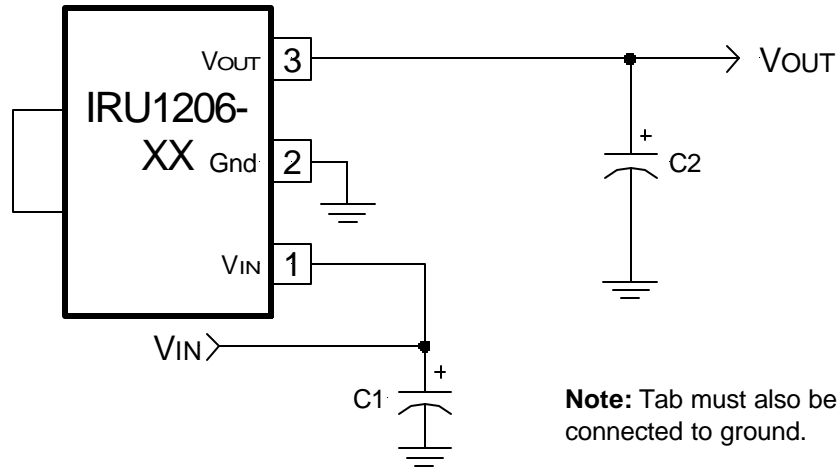 VOUT 3
VOUT
IRU1206-
XX
Gnd 2
+
C2
VIN 1
VIN
+
C1
Note: Tab must also be
connected to ground.